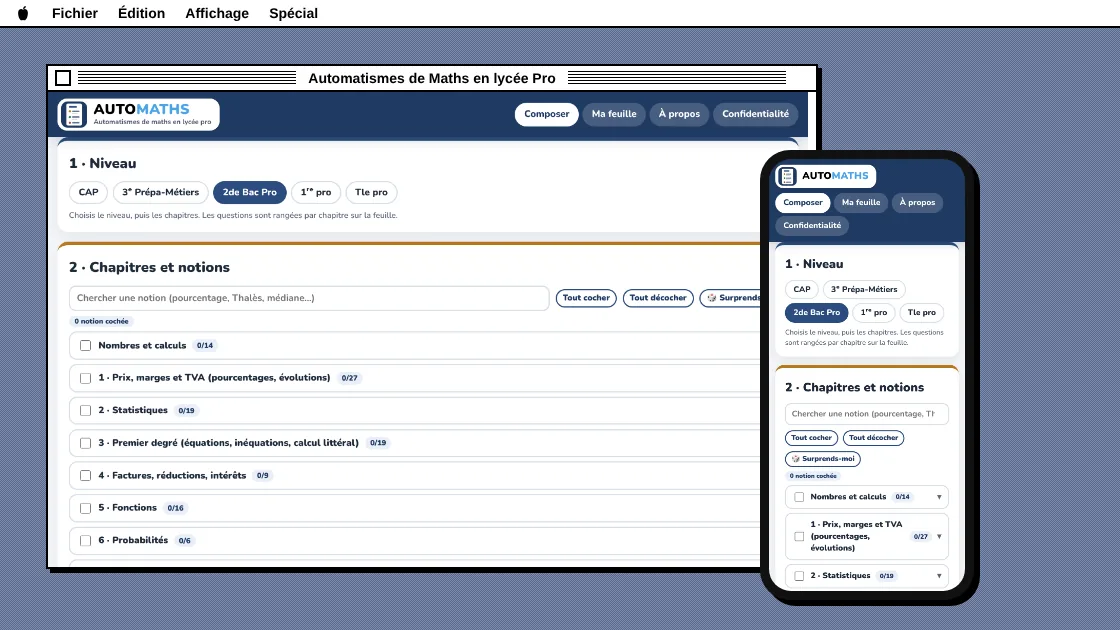 Fichier Édition Affichage Spécial
Automatismes de Maths en lycée Pro
AUTOMATHS
Automatismes de maths en lycée pro
Composer Ma feuille À propos Confidentialité
1 · Niveau
CAP 3ᵉ Prépa-Métiers 2de Bac Pro 1ʳᵉ pro Tle pro
Choisis le niveau, puis les chapitres. Les questions sont rangées par chapitre sur la feuille.
2 · Chapitres et notions
Chercher une notion (pourcentage, Thalès, médiane...) Tout cocher Tout décocher Surprends
0 notion cochée
Nombres et calculs 0/14
1 · Prix, marges et TVA (pourcentages, évolutions) 0/27
2 · Statistiques 0/19
3 · Premier degré (équations, inéquations, calcul littéral) 0/19
4 · Factures, réductions, intérêts 0/9
5 · Fonctions 0/16
6 · Probabilités 0/6
AUTOMATHS
Composer Ma feuille À propos
Confidentialité
1 · Niveau
CAP 3ᵉ Prépa-Métiers
2de Bac Pro 1ʳᵉ pro Tle pro
Choisis le niveau, puis les chapitres. Les questions
sont rangées par chapitre sur la feuille.
2 · Chapitres et notions
Chercher une notion (pourcentage, Th
Tout cocher Tout décocher
Surprends-moi
0 notion cochée
Nombres et calculs 0/14
1 · Prix, marges et TVA
(pourcentages, 0/27
évolutions)
2 · Statistiques 0/19